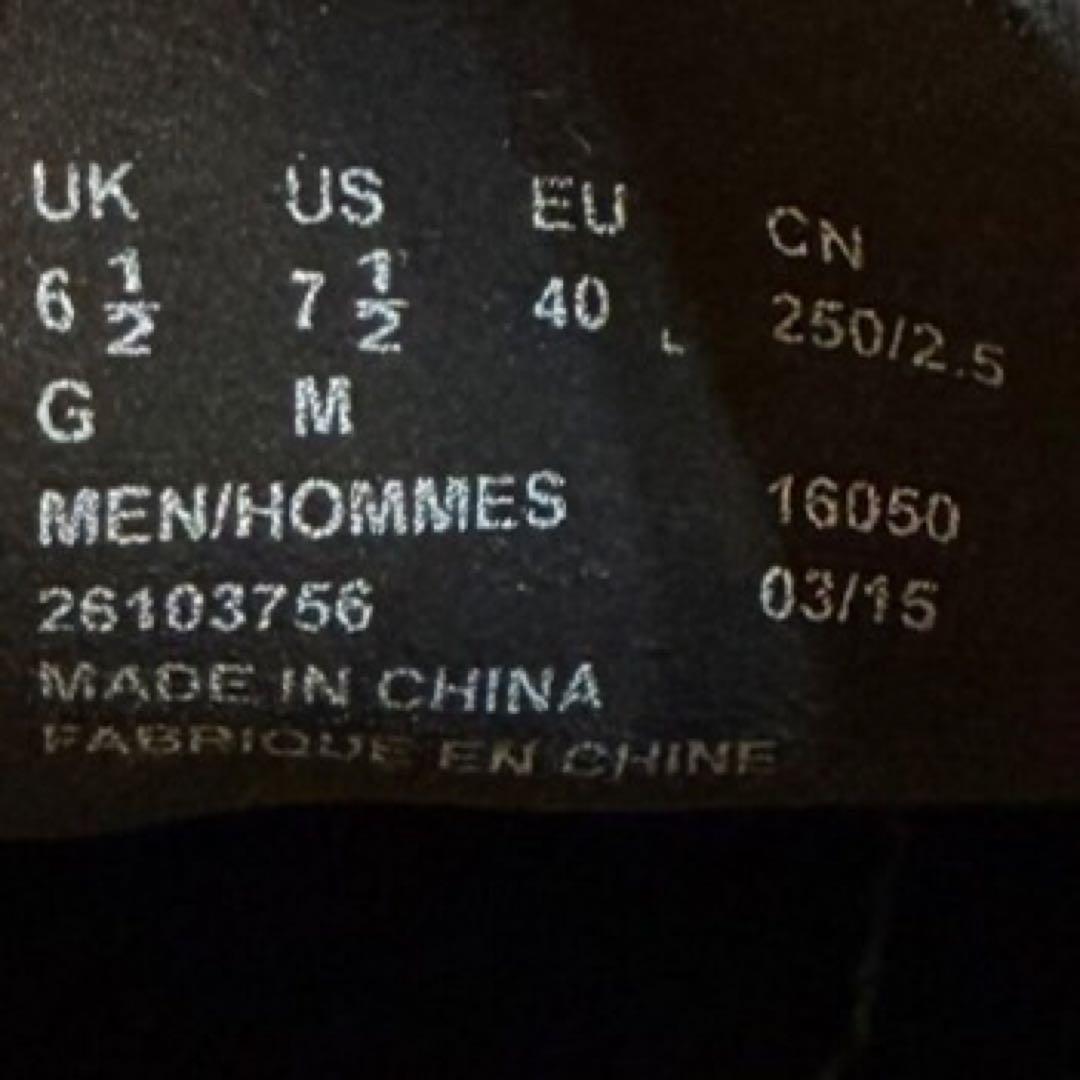 UK US EU CN
6 1/2 7 1/2 40 L 250/2.5
G M
MEN/HOMMES 16050
26103756 03/15
MADE IN CHINA
FABRIQUE EN CHINE